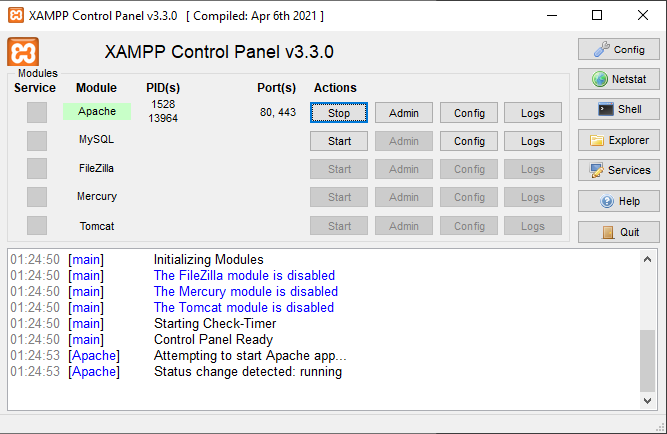 XAMPP Control Panel v3.3.0 [ Compiled: Apr 6th 2021 ]
XAMPP Control Panel v3.3.0
Config
Modules
Service Module PID(s) Port(s) Actions
Netstat
Apache 1528 13964 80, 443 Stop Admin Config Logs
Shell
MySQL Start Admin Config Logs
Explorer
FileZilla Start Admin Config Logs
Services
Mercury Start Admin Config Logs
Help
Tomcat Start Admin Config Logs
Quit
01:24:50 [main] Initializing Modules
01:24:50 [main] The FileZilla module is disabled
01:24:50 [main] The Mercury module is disabled
01:24:50 [main] The Tomcat module is disabled
01:24:50 [main] Starting Check-Timer
01:24:50 [main] Control Panel Ready
01:24:53 [Apache] Attempting to start Apache app...
01:24:53 [Apache] Status change detected: running